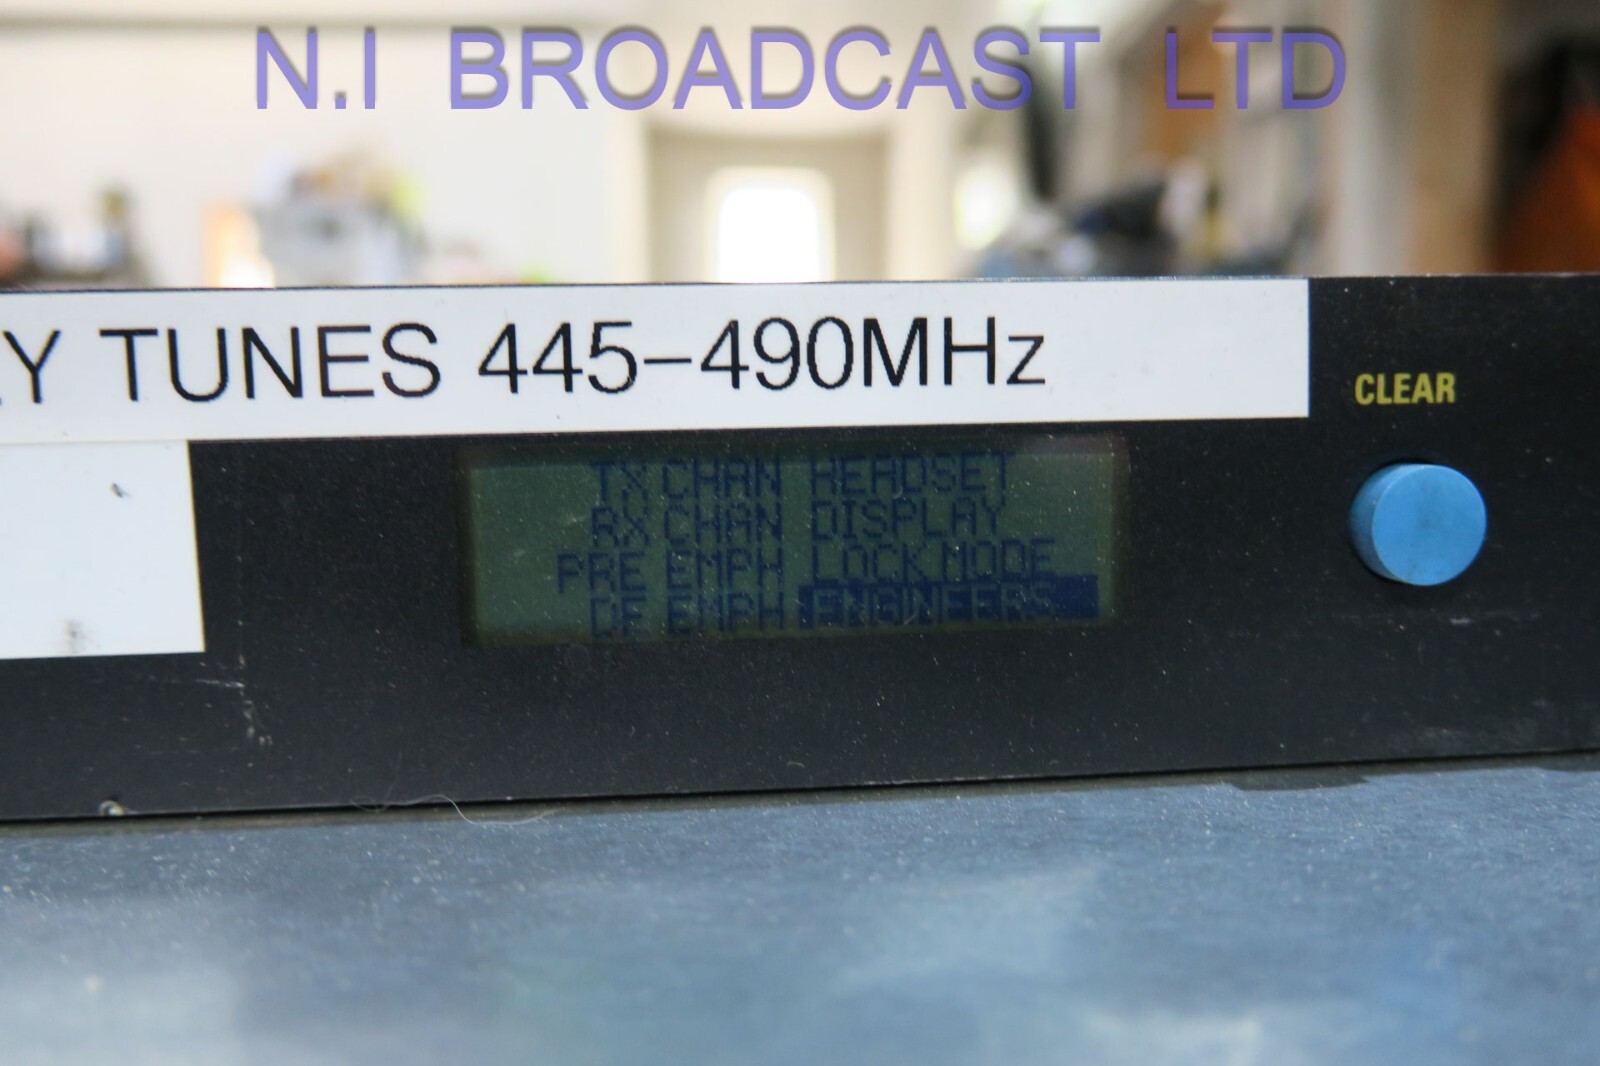 N.I BROADCAST LTD
Y TUNES 445-490MHz
CLEAR
TX CHAN HEADSET
RX CHAN DISPLAY
PRE EMPH LOCK MODE
DE EMPH ENGINEERS